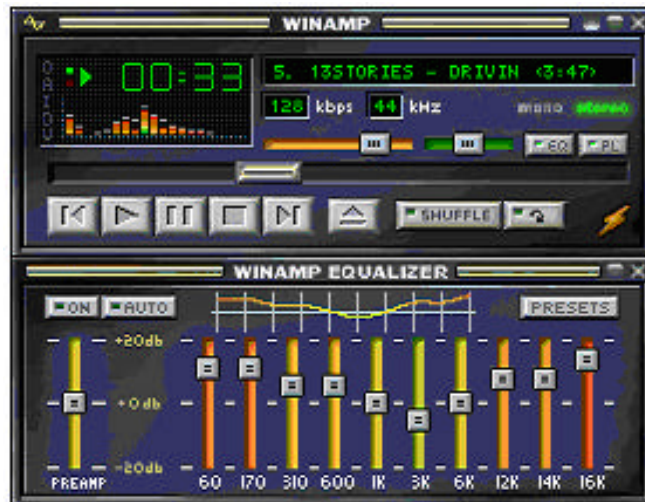 WINAMP
OAIDU
00:33
5. 13STORIES - DRIVIN <3:47>
128 kbps 44 kHz mono stereo
EQ PL
SHUFFLE
WINAMP EQUALIZER
ON AUTO PRESETS
+20db
+0db
-20db
PREAMP 60 170 310 600 1K 3K 6K 12K 14K 16K